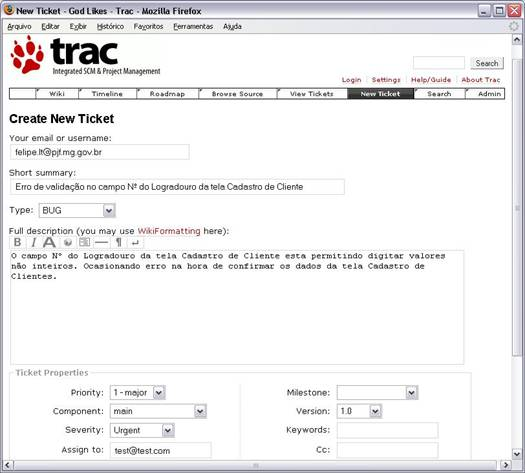 New Ticket - God Likes - Trac - Mozilla Firefox
Arquivo Editar Exibir Histórico Favoritos Ferramentas Ajuda
trac
Integrated SCM & Project Management
Search
Login Settings Help/Guide About Trac
Wiki Timeline Roadmap Browse Source View Tickets New Ticket Search Admin
Create New Ticket
Your email or username:
felipe.lt@pjf.mg.gov.br
Short summary:
Erro de validação no campo Nº do Logradouro da tela Cadastro de Cliente
Type: BUG
Full description (you may use WikiFormatting here):
B I A ¶
O campo Nº do Logradouro da tela Cadastro de Cliente esta permitindo digitar valores
não inteiros. Ocasionando erro na hora de confirmar os dados da tela Cadastro de
Clientes.
Ticket Properties
Priority: 1 - major Milestone:
Component: main Version: 1.0
Severity: Urgent Keywords:
Assign to: test@test.com Cc: